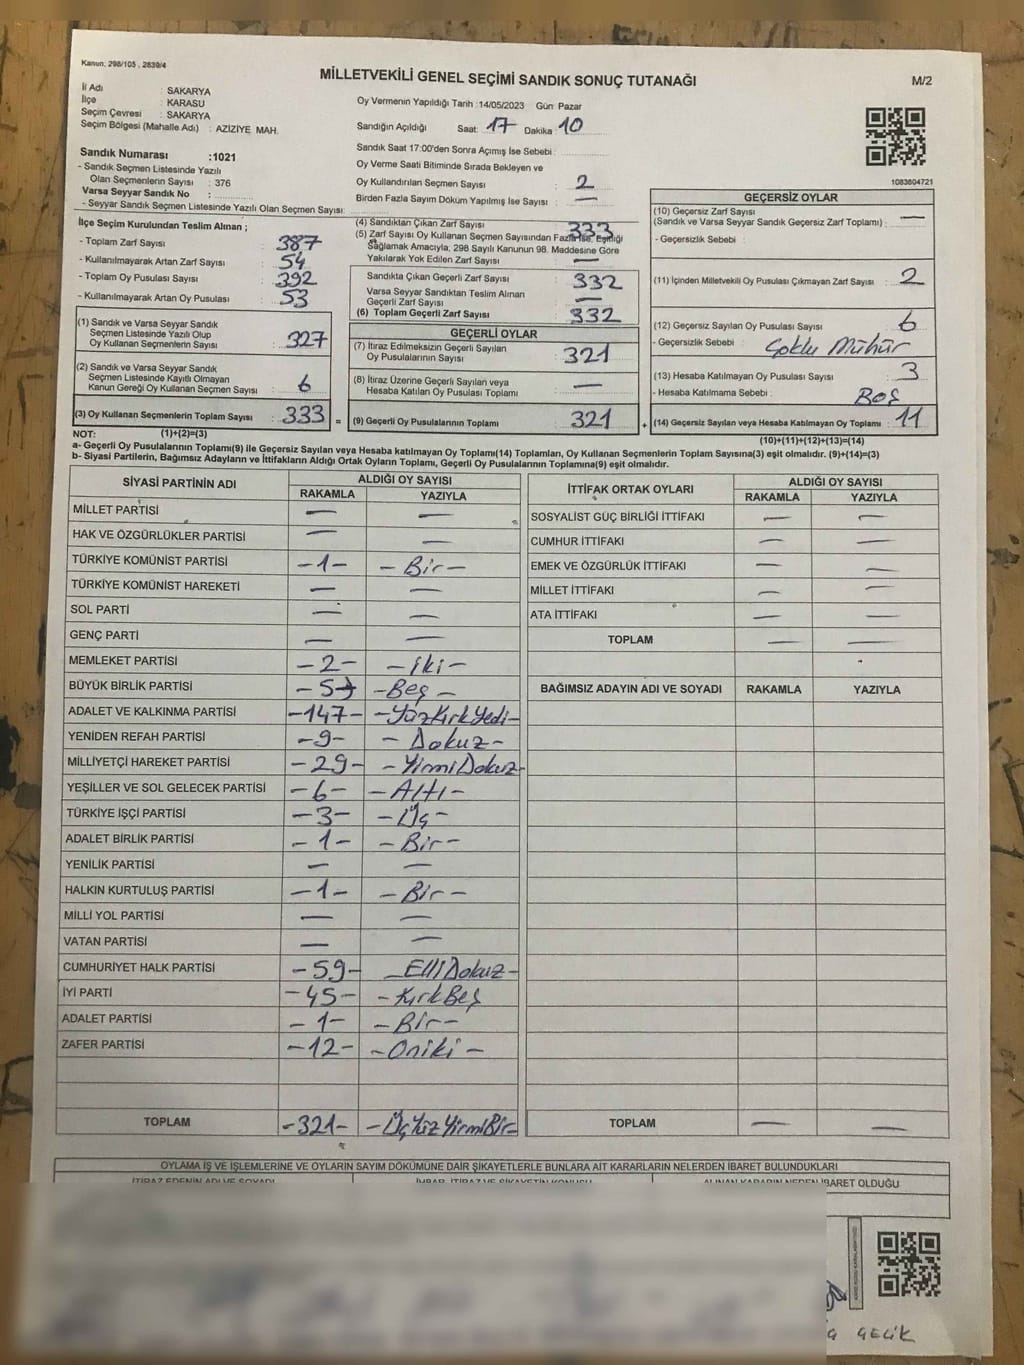 Kanun: 298/105 , 2839/4
MİLLETVEKİLİ GENEL SEÇİMİ SANDIK SONUÇ TUTANAĞI
M/2
İl Adı : SAKARYA
İlçe : KARASU
Seçim Çevresi : SAKARYA
Seçim Bölgesi (Mahalle Adı) : AZİZİYE MAH.
Oy Vermenin Yapıldığı Tarih :14/05/2023 Gün: Pazar
Sandığın Açıldığı Saat: 17 Dakika : 10
Sandık Saat 17:00'den Sonra Açımış İse Sebebi :
Oy Verme Saati Bitiminde Sırada Bekleyen ve
Oy Kullandırılan Seçmen Sayısı : 2
Birden Fazla Sayım Döküm Yapılmış İse Sayısı : —
Sandık Numarası :1021
- Sandık Seçmen Listesinde Yazılı
Olan Seçmenlerin Sayısı : 376
Varsa Seyyar Sandık No :
- Seyyar Sandık Seçmen Listesinde Yazılı Olan Seçmen Sayısı:
1083604721
İlçe Seçim Kurulundan Teslim Alınan ;
- Toplam Zarf Sayısı : 387
- Kullanılmayarak Artan Zarf Sayısı : 54
- Toplam Oy Pusulası Sayısı : 392
- Kullanılmayarak Artan Oy Pusulası : 53
(1) Sandık ve Varsa Seyyar Sandık
Seçmen Listesinde Yazılı Olup
Oy Kullanan Seçmenlerin Sayısı : 327
(2) Sandık ve Varsa Seyyar Sandık
Seçmen Listesinde Kayıtlı Olmayan
Kanun Gereği Oy Kullanan Seçmen Sayısı : 6
(3) Oy Kullanan Seçmenlerin Toplam Sayısı : 333 =
(4) Sandıktan Çıkan Zarf Sayısı : 333
(5) Zarf Sayısı Oy Kullanan Seçmen Sayısından Fazla İse, Eşitliği
Sağlamak Amacıyla, 298 Sayılı Kanunun 98. Maddesine Göre
Yakılarak Yok Edilen Zarf Sayısı : —
Sandıkta Çıkan Geçerli Zarf Sayısı : 332
Varsa Seyyar Sandıktan Teslim Alınan
Geçerli Zarf Sayısı : —
(6) Toplam Geçerli Zarf Sayısı : 332
GEÇERLİ OYLAR
(7) İtiraz Edilmeksizin Geçerli Sayılan
Oy Pusulalarının Sayısı : 321
(8) İtiraz Üzerine Geçerli Sayılan veya
Hesaba Katılan Oy Pusulası Toplamı : —
(9) Geçerli Oy Pusulalarının Toplamı : 321 +
GEÇERSİZ OYLAR
(10) Geçersiz Zarf Sayısı
(Sandık ve Varsa Seyyar Sandık Geçersiz Zarf Toplamı) : —
- Geçersizlik Sebebi :
(11) İçinden Milletvekili Oy Pusulası Çıkmayan Zarf Sayısı : 2
(12) Geçersiz Sayılan Oy Pusulası Sayısı : 6
- Geçersizlik Sebebi : Çoklu Mühür
(13) Hesaba Katılmayan Oy Pusulası Sayısı : 3
- Hesaba Katılmama Sebebi : Boş
(14) Geçersiz Sayılan veya Hesaba Katılmayan Oy Toplamı : 11
NOT: (1)+(2)=(3)
(10)+(11)+(12)+(13)=(14)
a- Geçerli Oy Pusulalarının Toplamı(9) ile Geçersiz Sayılan veya Hesaba katılmayan Oy Toplamı(14) Toplamları, Oy Kullanan Seçmenlerin Toplam Sayısına(3) eşit olmalıdır. (9)+(14)=(3)
b- Siyasi Partilerin, Bağımsız Adayların ve İttifakların Aldığı Ortak Oyların Toplamı, Geçerli Oy Pusulalarının Toplamına(9) eşit olmalıdır.
SİYASİ PARTİNİN ADI ALDIĞI OY SAYISI
RAKAMLA YAZIYLA
MİLLET PARTİSİ — —
HAK VE ÖZGÜRLÜKLER PARTİSİ — —
TÜRKİYE KOMÜNİST PARTİSİ -1- -Bir-
TÜRKİYE KOMÜNİST HAREKETİ — —
SOL PARTİ — —
GENÇ PARTİ — —
MEMLEKET PARTİSİ -2- -iki-
BÜYÜK BİRLİK PARTİSİ -5- -Beş-
ADALET VE KALKINMA PARTİSİ -147- -YüzKırkYedi-
YENİDEN REFAH PARTİSİ -9- -Dokuz-
MİLLİYETÇİ HAREKET PARTİSİ -29- -YirmiDokuz-
YEŞİLLER VE SOL GELECEK PARTİSİ -6- -Altı-
TÜRKİYE İŞÇİ PARTİSİ -3- -Üç-
ADALET BİRLİK PARTİSİ -1- -Bir-
YENİLİK PARTİSİ — —
HALKIN KURTULUŞ PARTİSİ -1- -Bir-
MİLLİ YOL PARTİSİ — —
VATAN PARTİSİ — —
CUMHURİYET HALK PARTİSİ -59- -ElliDokuz-
İYİ PARTİ -45- -KırkBeş
ADALET PARTİSİ -1- -Bir-
ZAFER PARTİSİ -12- -Oniki-
TOPLAM -321- -ÜçYüzYirmiBir-
İTTİFAK ORTAK OYLARI ALDIĞI OY SAYISI
RAKAMLA YAZIYLA
SOSYALİST GÜÇ BİRLİĞİ İTTİFAKI — —
CUMHUR İTTİFAKI — —
EMEK VE ÖZGÜRLÜK İTTİFAKI — —
MİLLET İTTİFAKI — —
ATA İTTİFAKI — —
TOPLAM — —
BAĞIMSIZ ADAYIN ADI VE SOYADI RAKAMLA YAZIYLA
TOPLAM — —
OYLAMA İŞ VE İŞLEMLERİNE VE OYLARIN SAYIM DÖKÜMÜNE DAİR ŞİKAYETLERLE BUNLARA AİT KARARLARIN NELERDEN İBARET BULUNDUKLARI
İTİRAZ EDENİN ADI VE SOYADI İHBAR, İTİRAZ VE ŞİKAYETİN KONUSU ALINAN KARARIN NEDEN İBARET OLDUĞU
GEÇİK